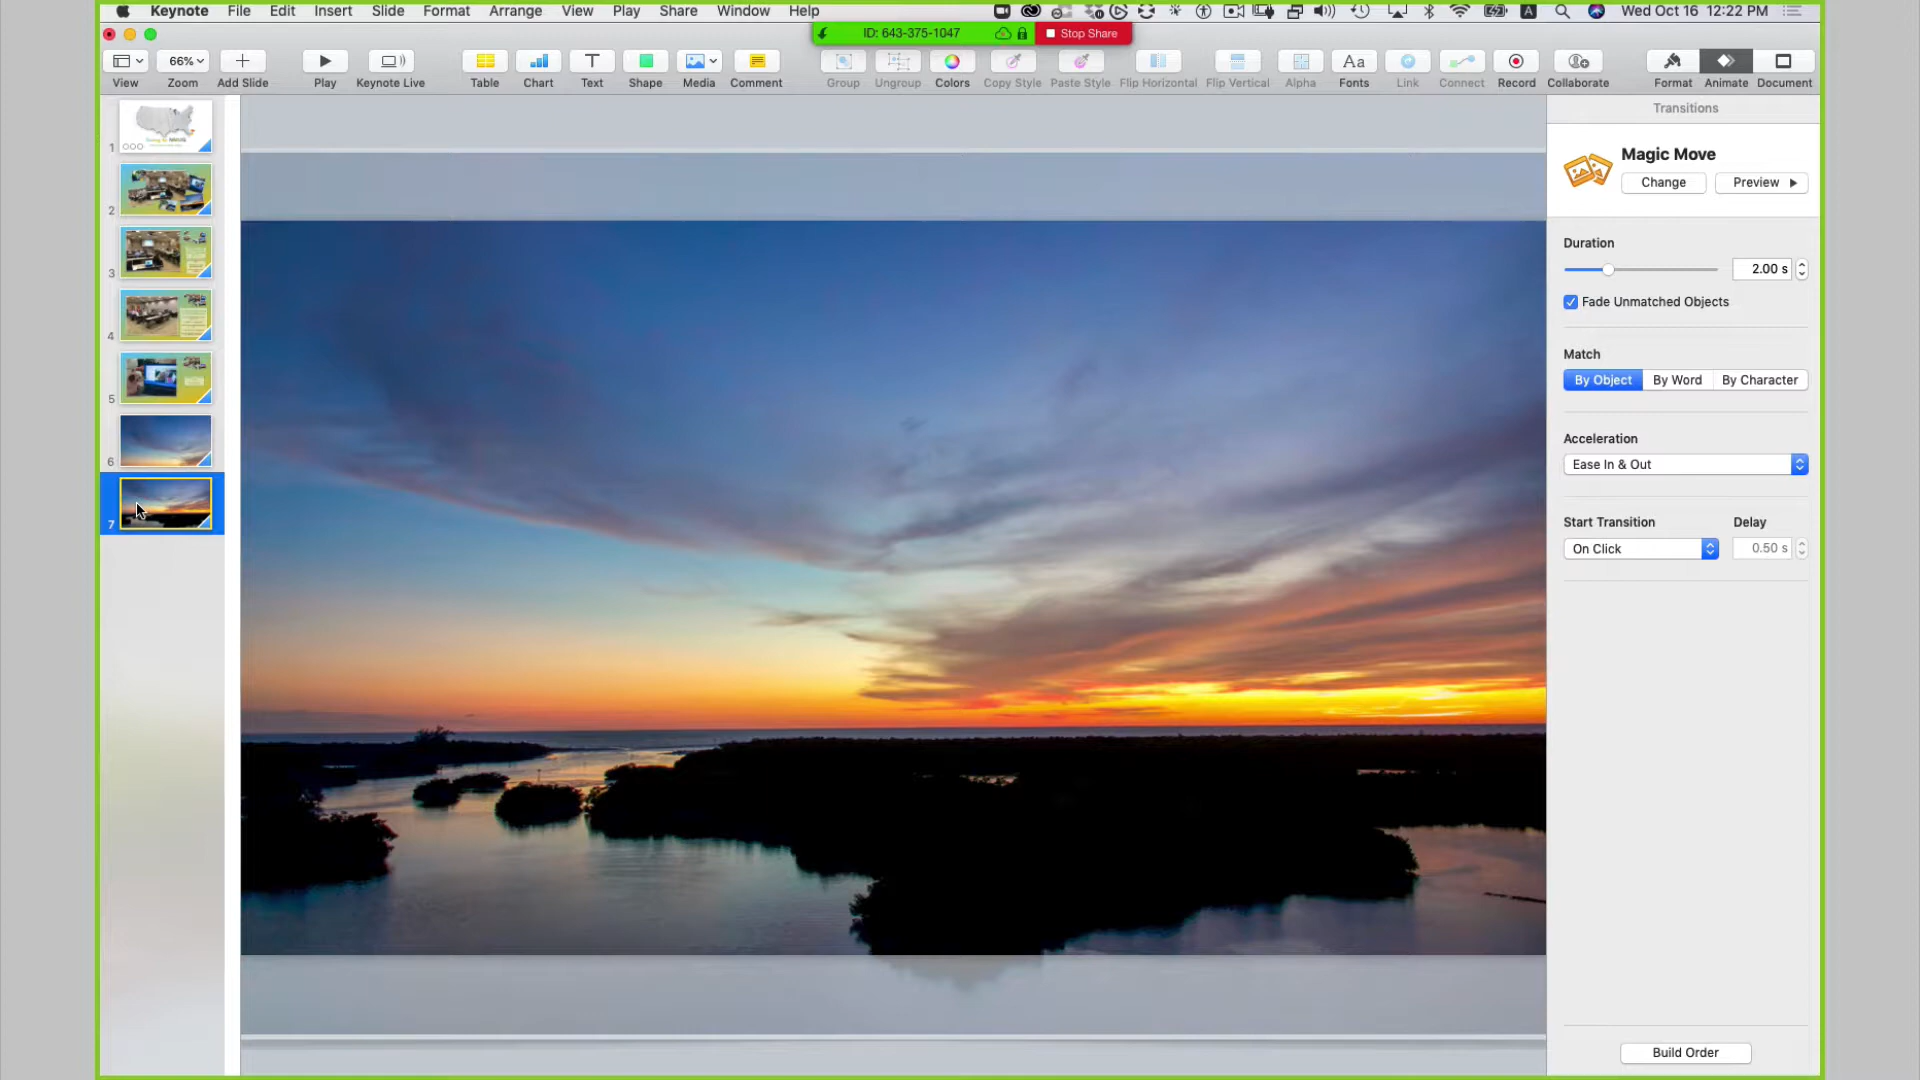 Keynote File Edit Insert Slide Format Arrange View Play Share Window Help Wed Oct 16 12:22 PM
ID: 643-375-1047 Stop Share
66%
View Zoom Add Slide Play Keynote Live Table Chart Text Shape Media Comment Group Ungroup Colors Copy Style Paste Style Flip Horizontal Flip Vertical Alpha Fonts Link Connect Record Collaborate Format Animate Document
Transitions
1
2
3
4
5
6
7
Magic Move
Change Preview
Duration
2.00 s
Fade Unmatched Objects
Match
By Object By Word By Character
Acceleration
Ease In & Out
Start Transition Delay
On Click 0.50 s
Build Order